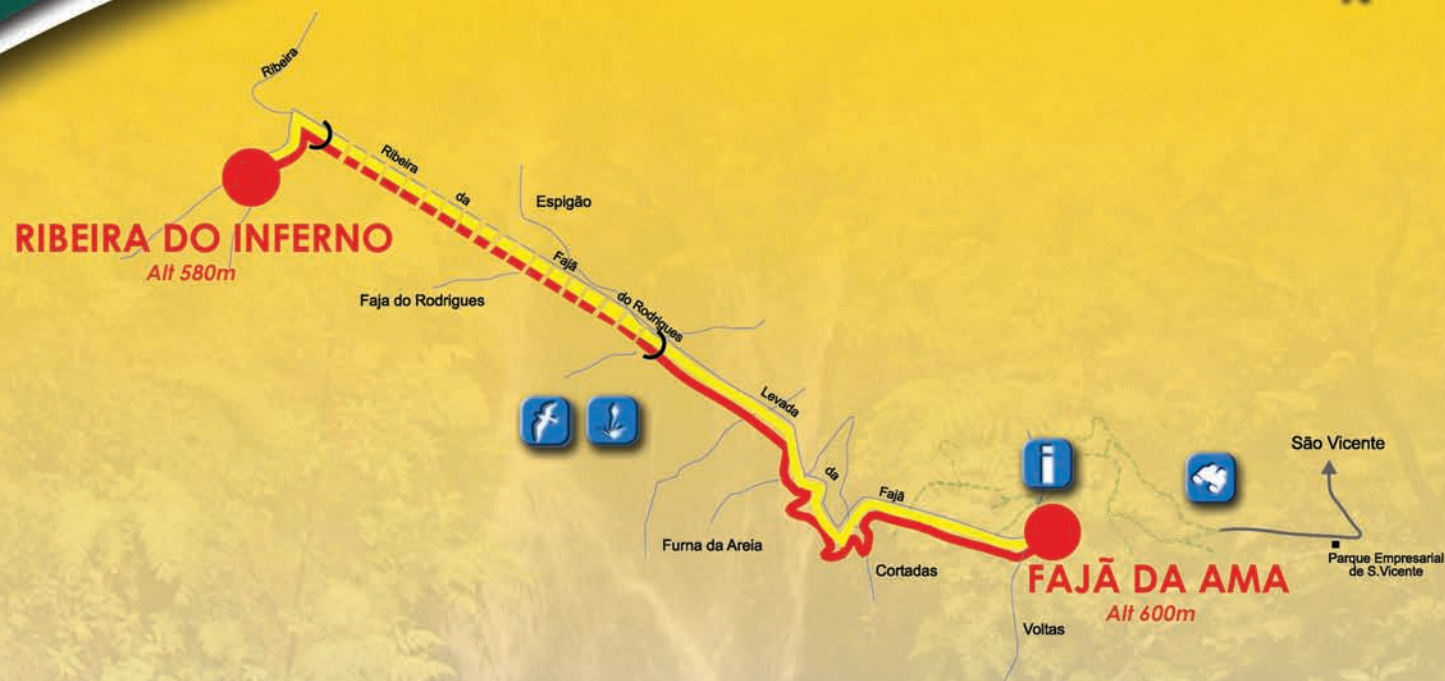 Ribeira
Ribeira
da
Espigão
RIBEIRA DO INFERNO
Alt 580m
Fajã
Faja do Rodrigues
do Rodrigues
Levada
da
Fajã
São Vicente
i
Furna da Areia
Cortadas
Parque Empresarial
de S.Vicente
FAJÃ DA AMA
Alt 600m
Voltas